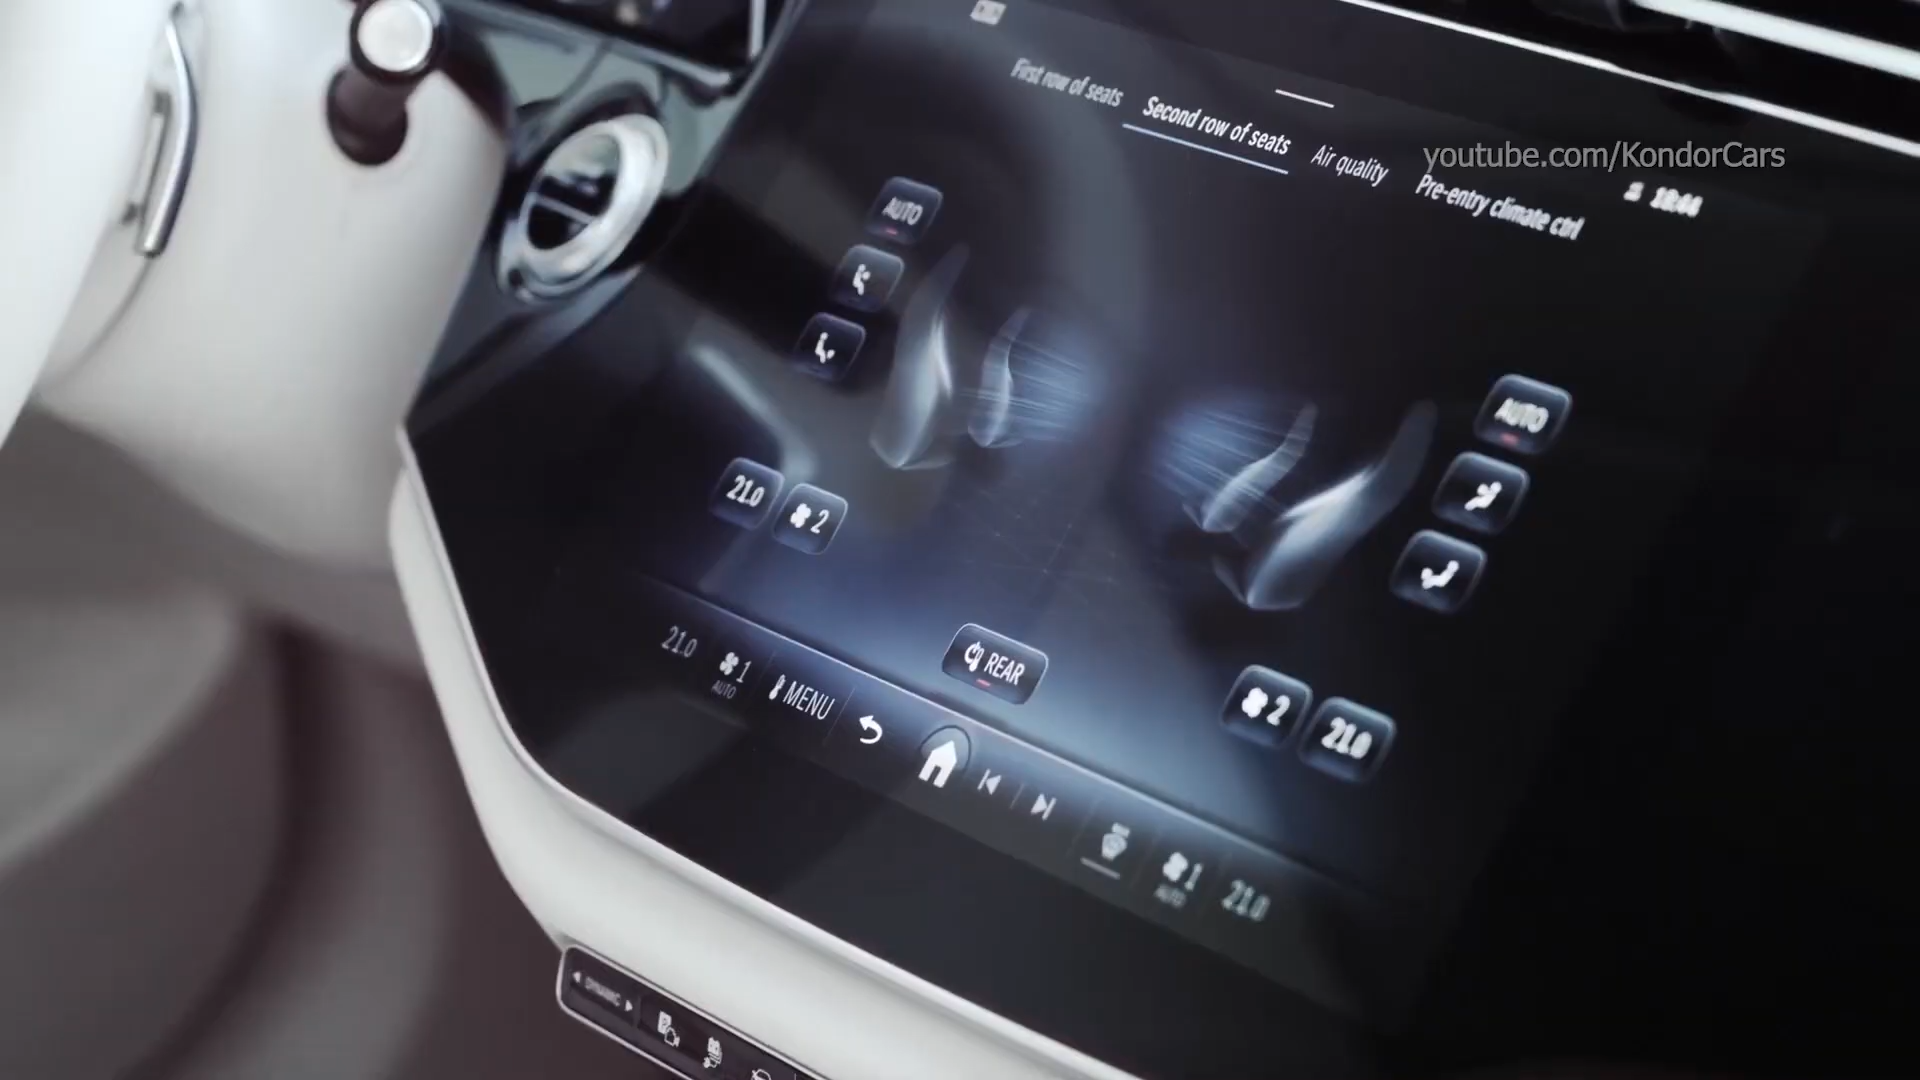 First row of seats
Second row of seats
Air quality
Pre-entry climate ctrl
youtube.com/KondorCars
AUTO
AUTO
21.0
2
REAR
2
21.0
21.0
1
AUTO
MENU
1
AUTO
21.0
DYNAMIC